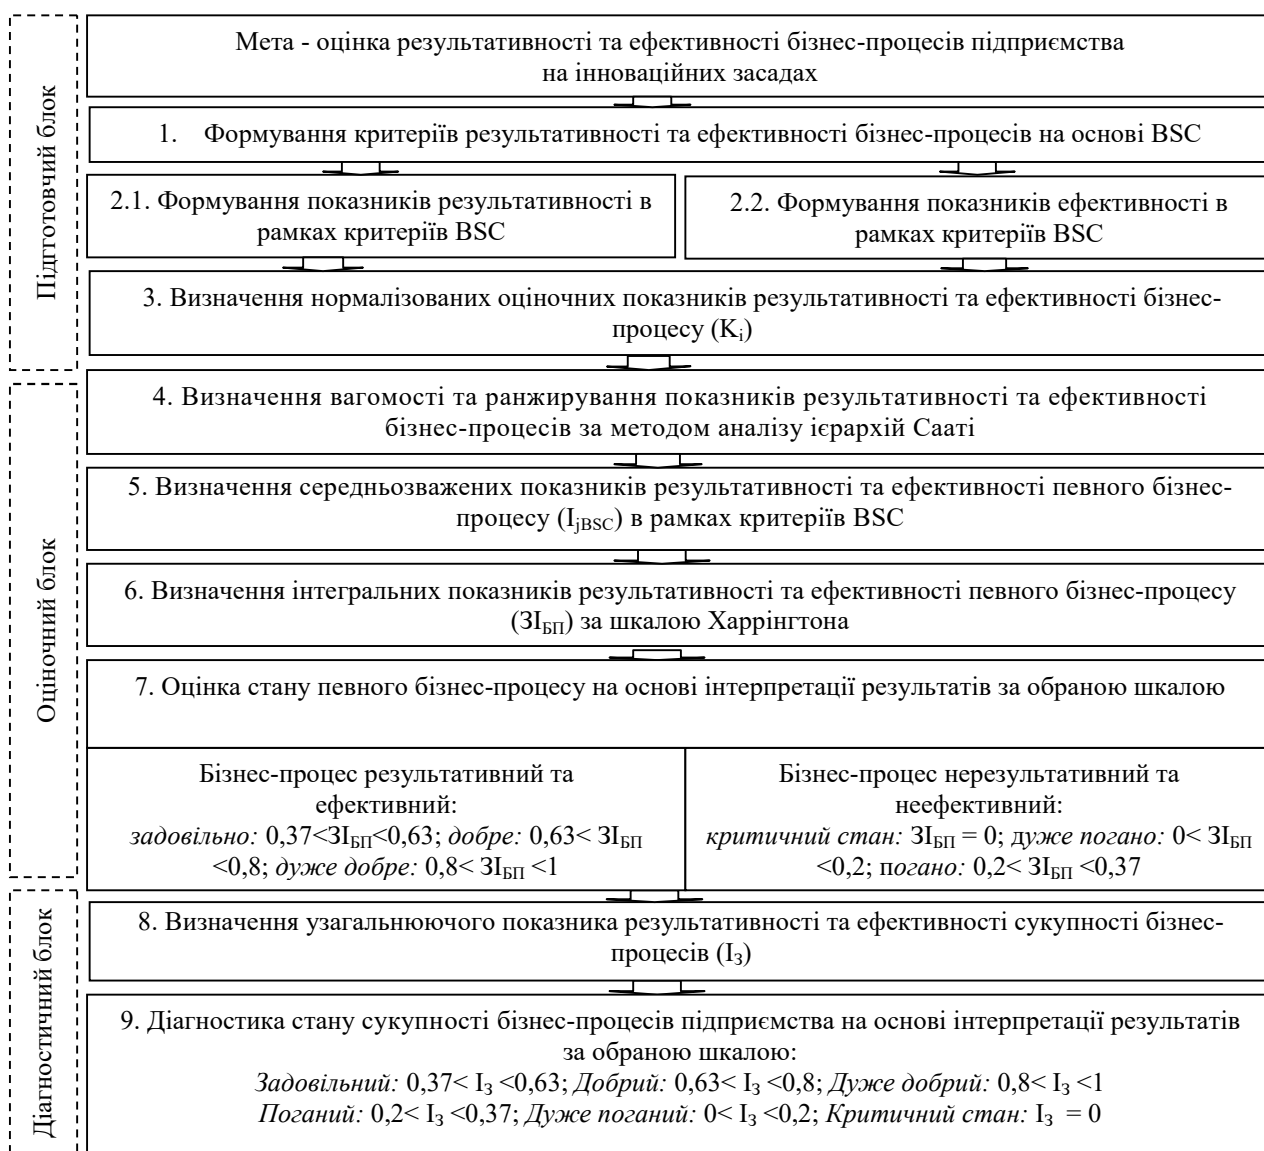 Підготовчий блок
Мета - оцінка результативності та ефективності бізнес-процесів підприємства
на інноваційних засадах
1. Формування критеріїв результативності та ефективності бізнес-процесів на основі BSC
2.1. Формування показників результативності в
рамках критеріїв BSC
2.2. Формування показників ефективності в
рамках критеріїв BSC
3. Визначення нормалізованих оціночних показників результативності та ефективності бізнес-
процесу (Kᵢ)
Оціночний блок
4. Визначення вагомості та ранжирування показників результативності та ефективності
бізнес-процесів за методом аналізу ієрархій Сааті
5. Визначення середньозважених показників результативності та ефективності певного бізнес-
процесу (IjBSC) в рамках критеріїв BSC
6. Визначення інтегральних показників результативності та ефективності певного бізнес-процесу
(ЗІБП) за шкалою Харрінгтона
7. Оцінка стану певного бізнес-процесу на основі інтерпретації результатів за обраною шкалою
Бізнес-процес результативний та
ефективний:
задовільно: 0,37<ЗІБП<0,63; добре: 0,63< ЗІБП
<0,8; дуже добре: 0,8< ЗІБП <1
Бізнес-процес нерезультативний та
неефективний:
критичний стан: ЗІБП = 0; дуже погано: 0< ЗІБП
<0,2; погано: 0,2< ЗІБП <0,37
Діагностичний блок
8. Визначення узагальнюючого показника результативності та ефективності сукупності бізнес-
процесів (IЗ)
9. Діагностика стану сукупності бізнес-процесів підприємства на основі інтерпретації результатів
за обраною шкалою:
Задовільний: 0,37< IЗ <0,63; Добрий: 0,63< IЗ <0,8; Дуже добрий: 0,8< IЗ <1
Поганий: 0,2< IЗ <0,37; Дуже поганий: 0< IЗ <0,2; Критичний стан: IЗ = 0